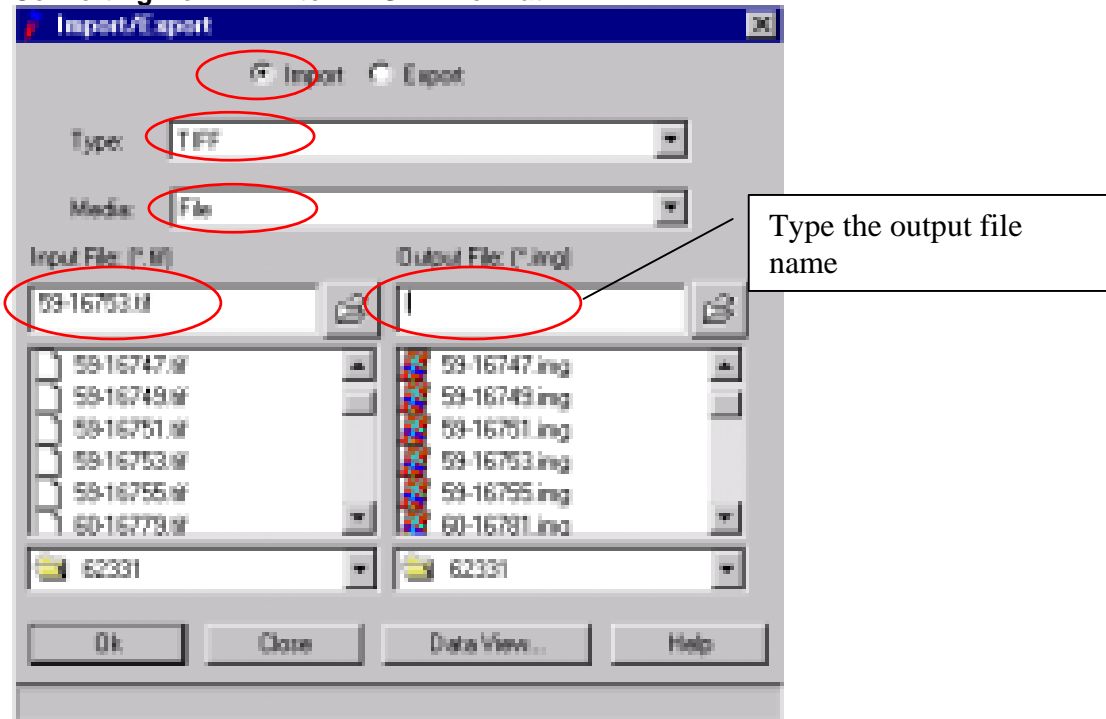 Import/Export
Import Export
Type: TIFF
Media: File
Type the output file
name
Input File: (*.tif) Output File: (*.img)
59-16753.tif
59-16747.tif
59-16749.tif
59-16751.tif
59-16753.tif
59-16755.tif
60-16779.tif
59-16747.img
59-16749.img
59-16751.img
59-16753.img
59-16755.img
60-16781.img
62331 62331
Ok Close Data View... Help